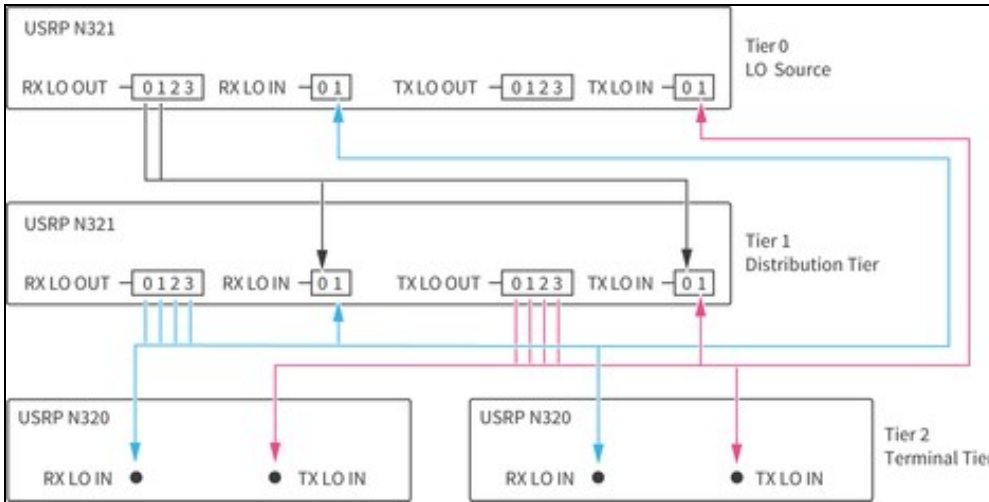 USRP N321
Tier 0
LO Source
RX LO OUT 0 1 2 3 RX LO IN 0 1 TX LO OUT 0 1 2 3 TX LO IN 0 1
USRP N321
Tier 1
Distribution Tier
RX LO OUT 0 1 2 3 RX LO IN 0 1 TX LO OUT 0 1 2 3 TX LO IN 0 1
USRP N320
USRP N320
Tier 2
Terminal Tier
RX LO IN TX LO IN
RX LO IN TX LO IN